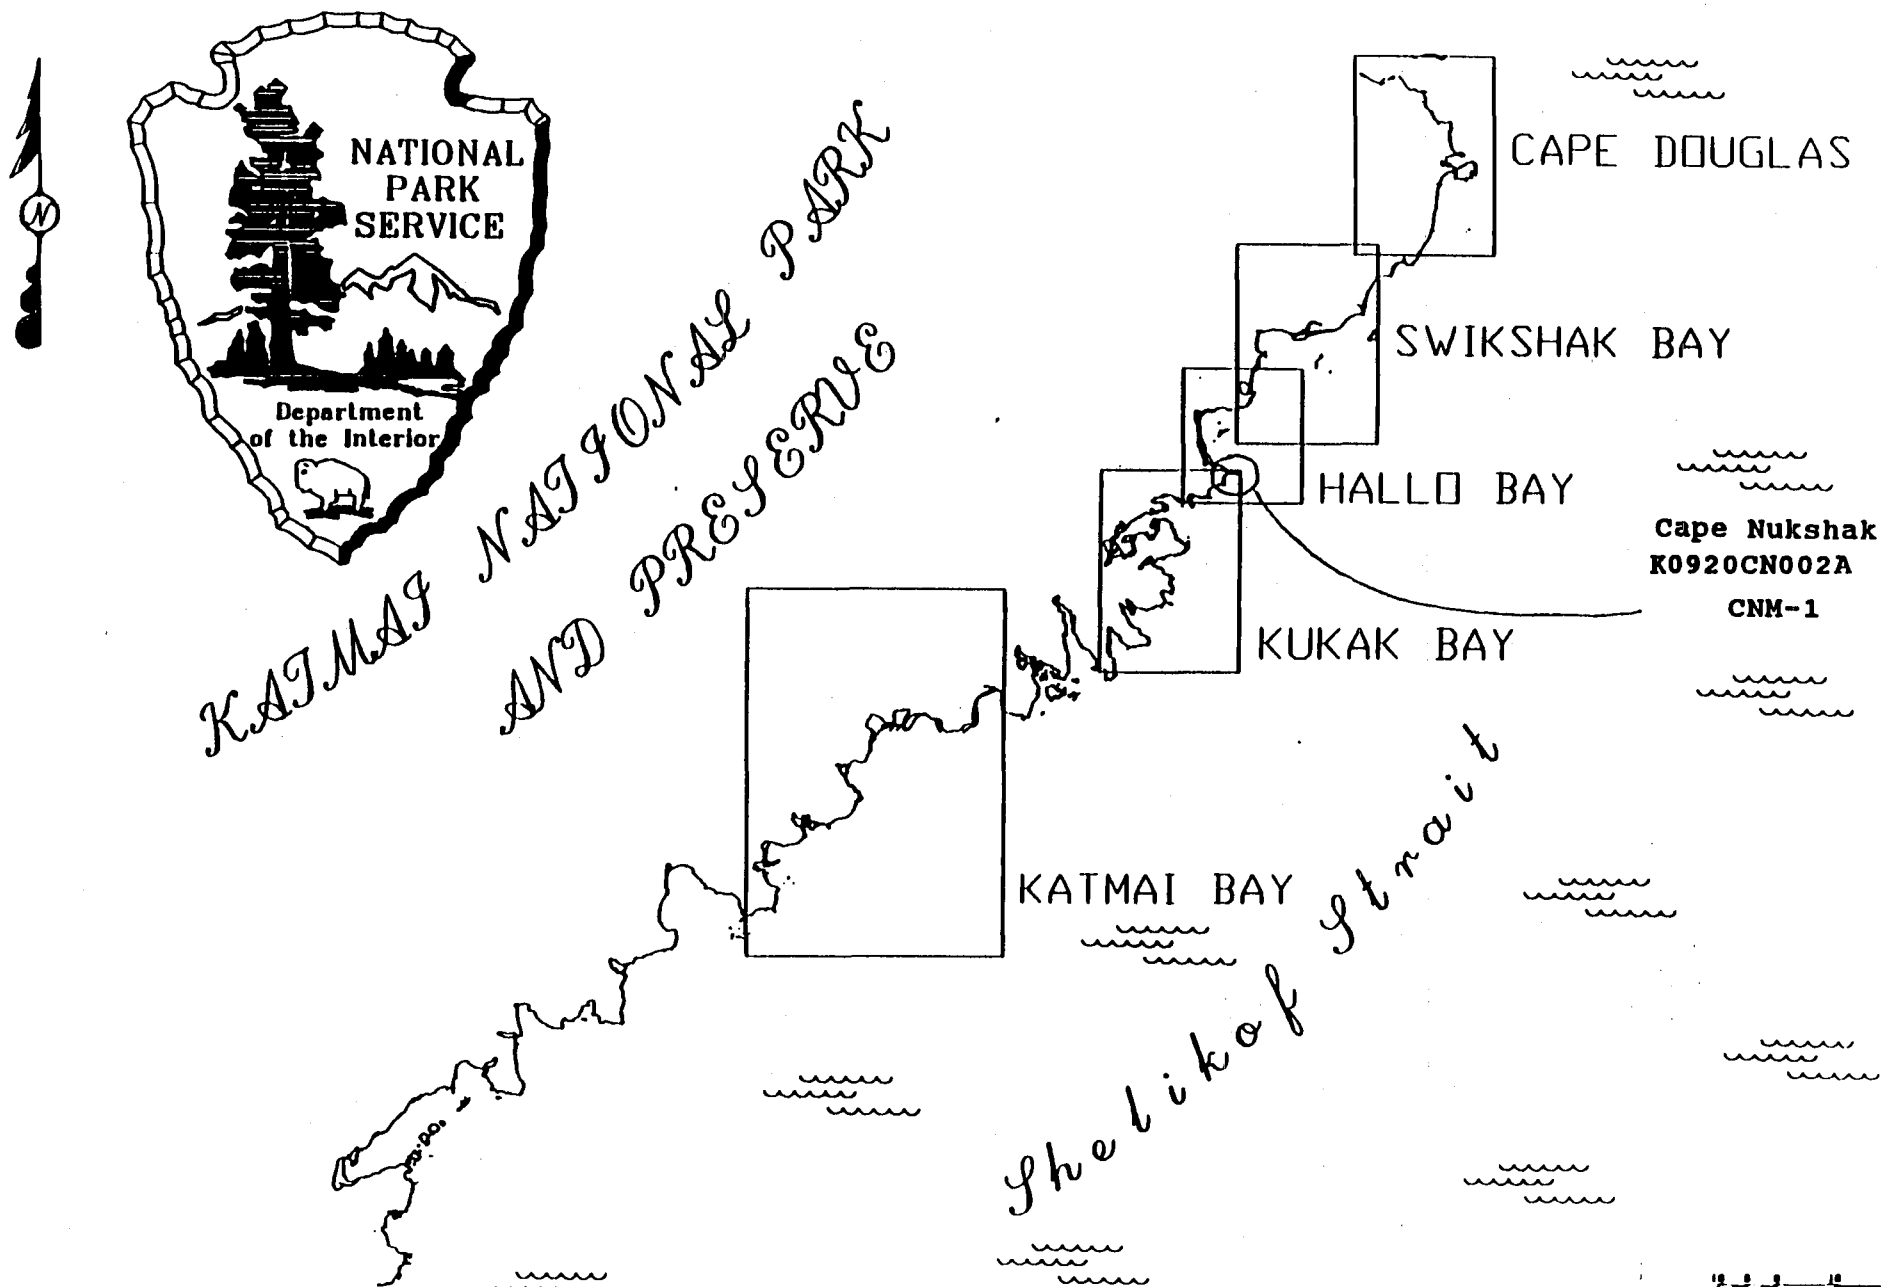 NATIONAL
PARK
SERVICE
Department
of the Interior
N
KATMAI NATIONAL PARK
AND PRESERVE
CAPE DOUGLAS
SWIKSHAK BAY
HALLO BAY
Cape Nukshak
K0920CN002A
CNM-1
KUKAK BAY
KATMAI BAY
Shelikof Strait